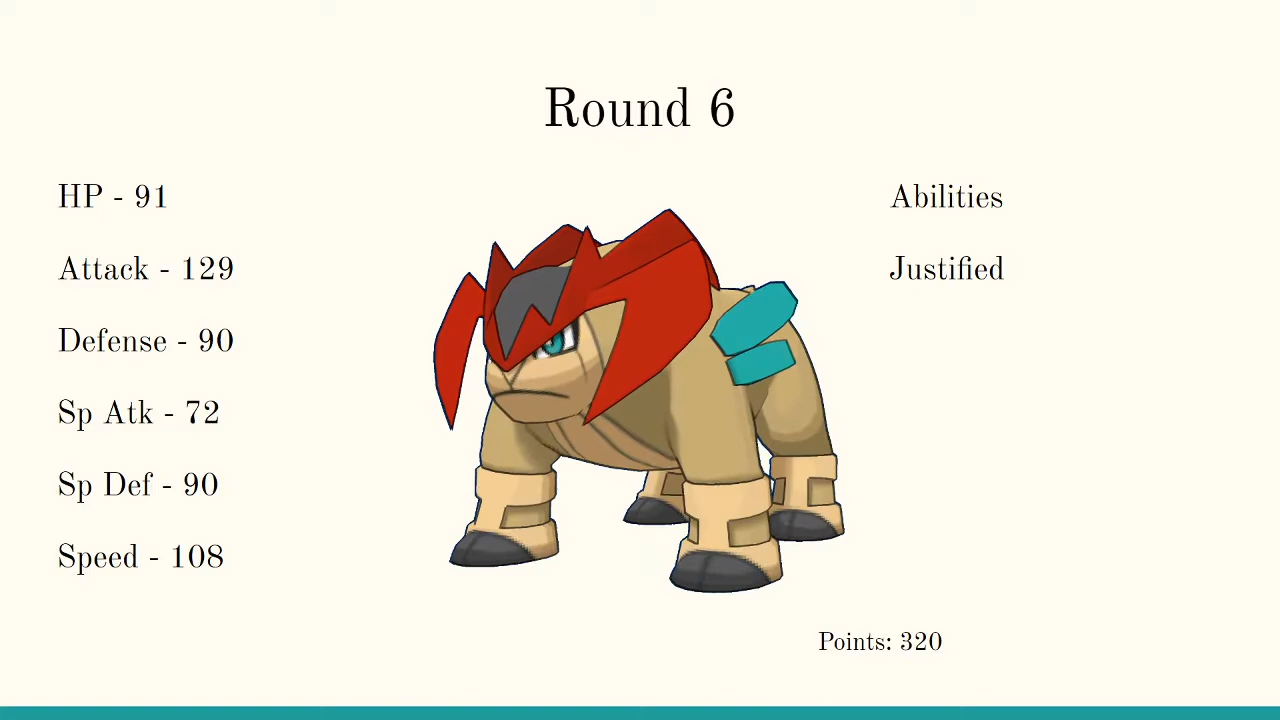 Round 6
HP - 91
Attack - 129
Defense - 90
Sp Atk - 72
Sp Def - 90
Speed - 108
Abilities
Justified
Points: 320